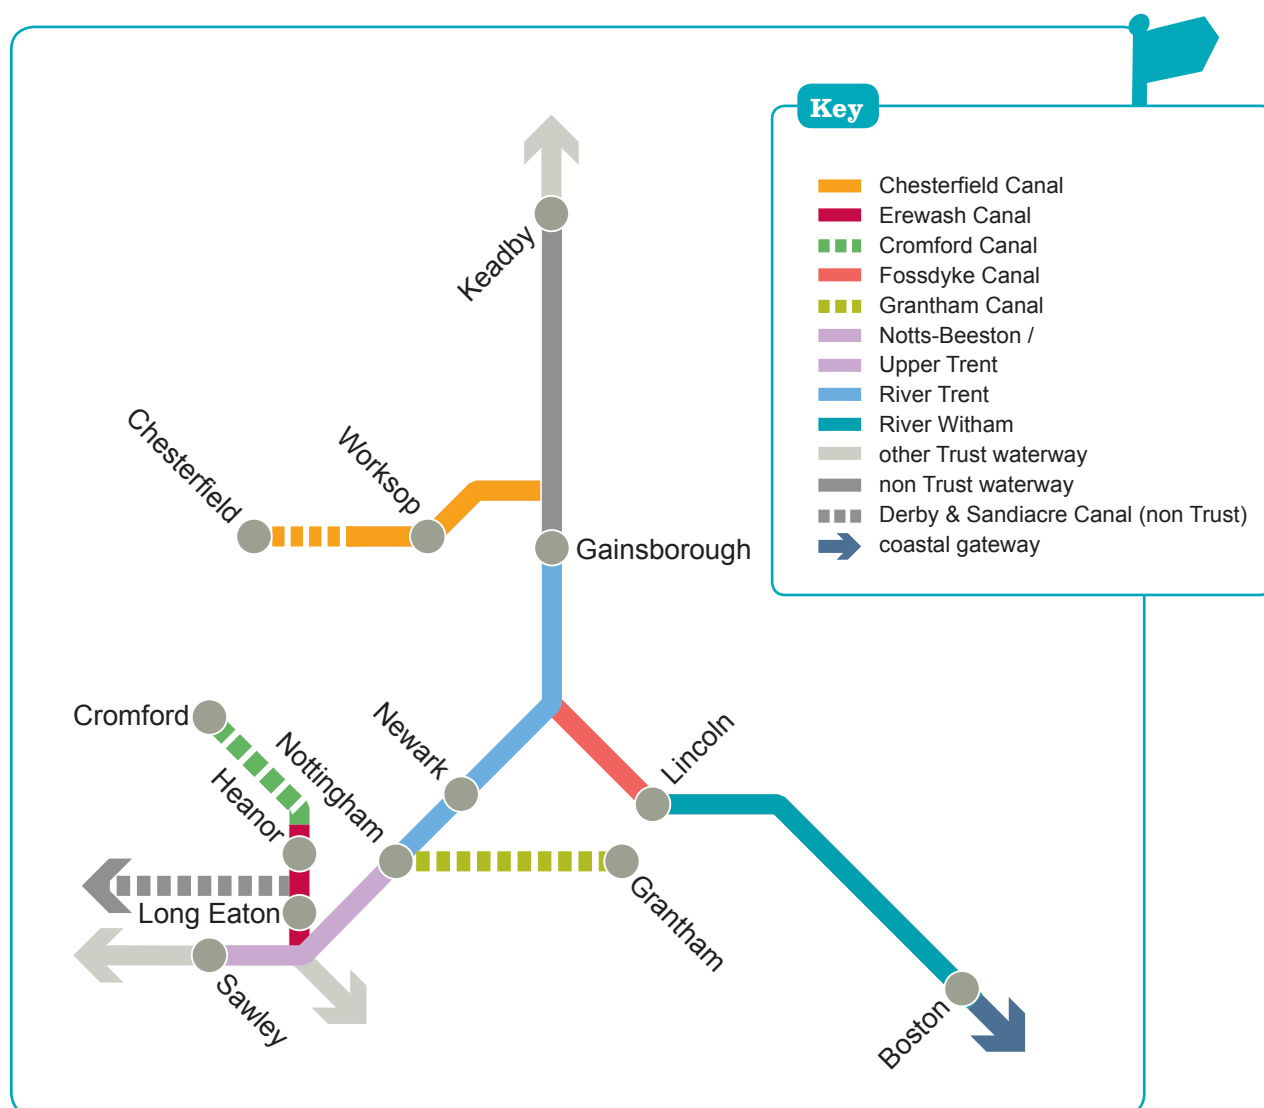 Key
Chesterfield Canal
Erewash Canal
Cromford Canal
Fossdyke Canal
Grantham Canal
Notts-Beeston /
Upper Trent
River Trent
River Witham
other Trust waterway
non Trust waterway
Derby & Sandiacre Canal (non Trust)
coastal gateway
Keadby
Chesterfield
Worksop
Gainsborough
Cromford
Heanor
Nottingham
Newark
Lincoln
Long Eaton
Sawley
Grantham
Boston